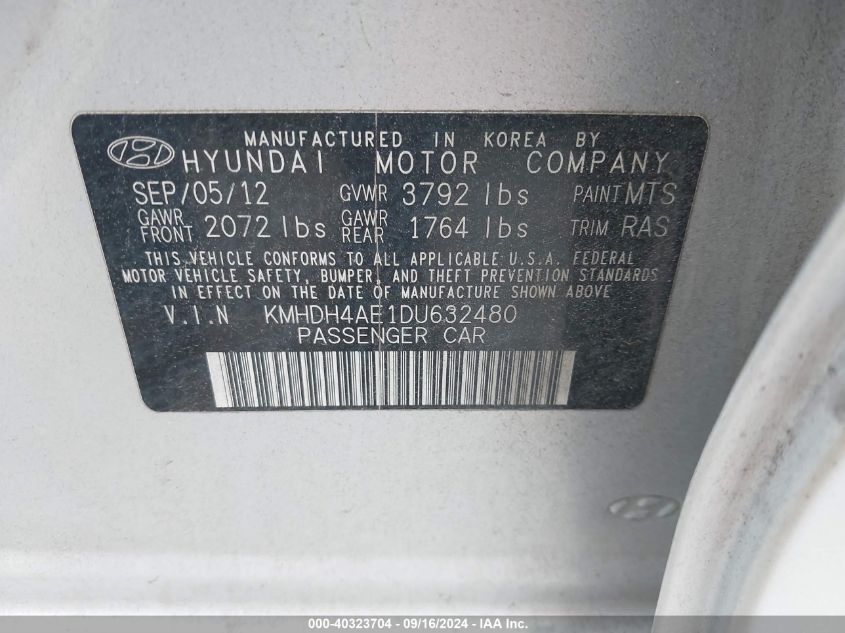 MANUFACTURED IN KOREA BY
HYUNDAI MOTOR COMPANY
SEP/05/12 GVWR 3792 lbs PAINT MTS
GAWR FRONT 2072 lbs GAWR REAR 1764 lbs TRIM RAS
THIS VEHICLE CONFORMS TO ALL APPLICABLE U.S.A. FEDERAL
MOTOR VEHICLE SAFETY, BUMPER, AND THEFT PREVENTION STANDARDS
IN EFFECT ON THE DATE OF MANUFACTURE SHOWN ABOVE
V.I.N KMHDH4AE1DU632480
PASSENGER CAR
000-40323704 - 09/16/2024 - IAA Inc.